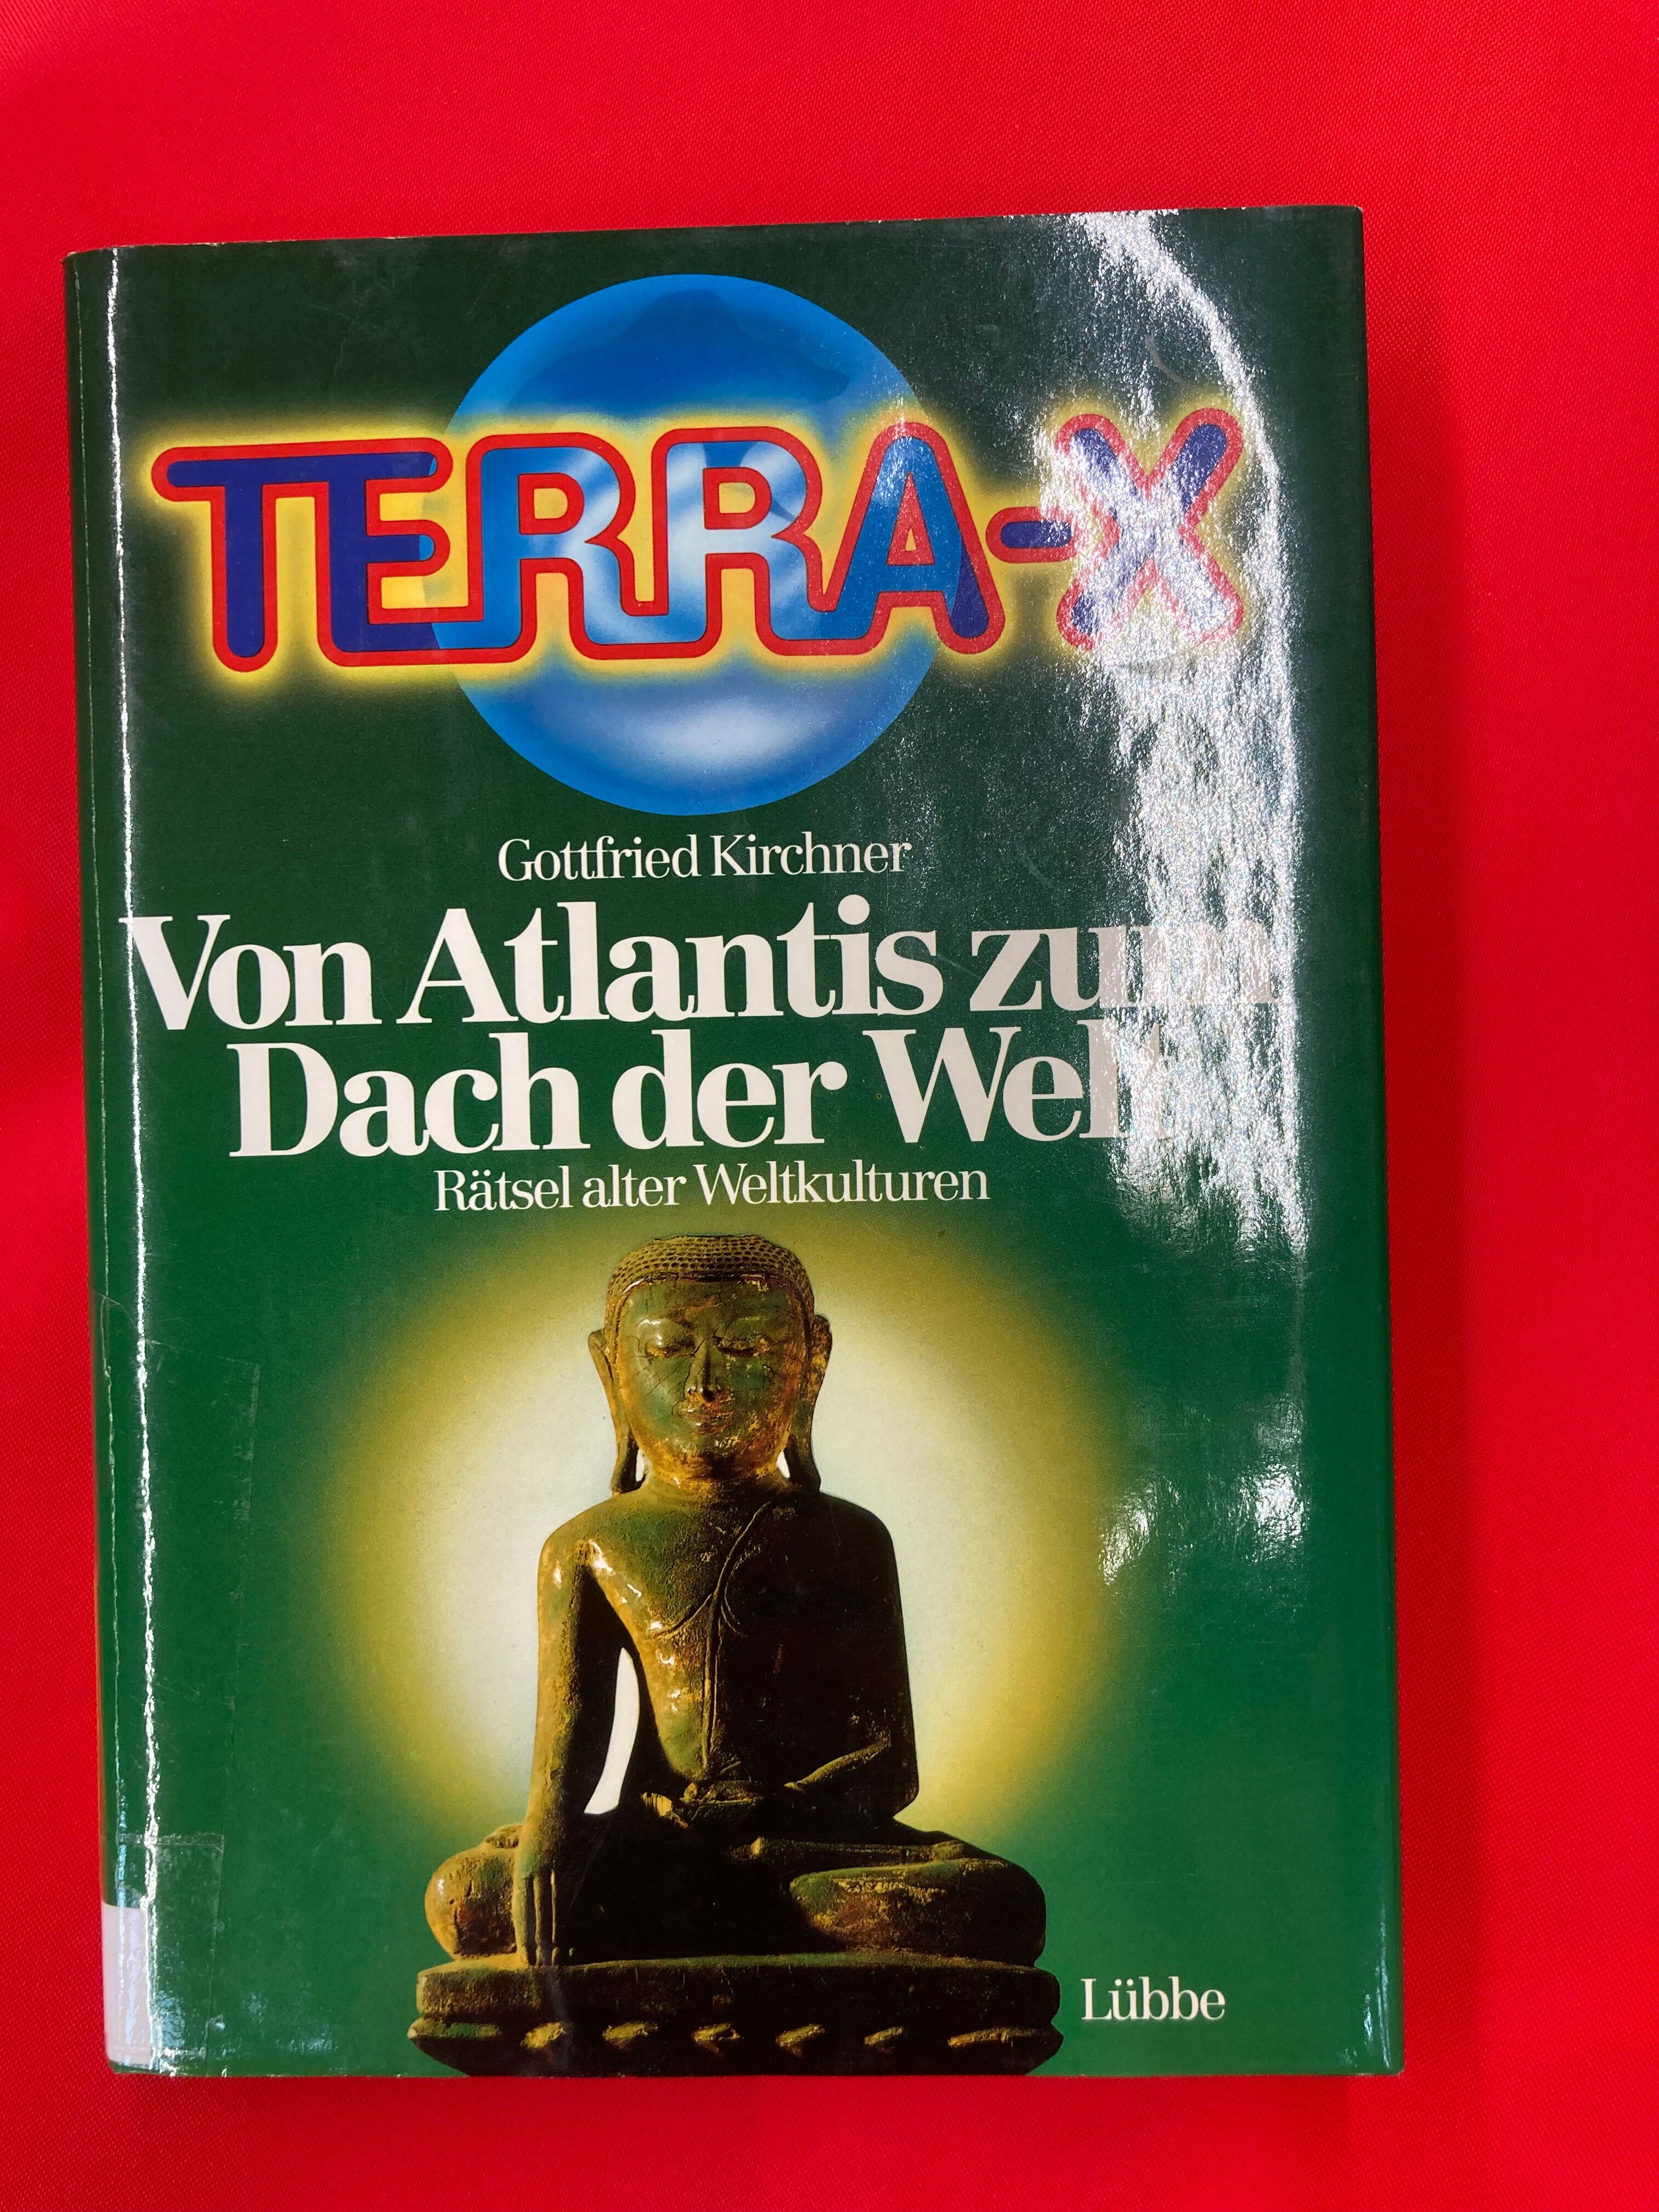 TERRA-X
Gottfried Kirchner
Von Atlantis zum
Dach der Welt
Rätsel alter Weltkulturen
Lübbe